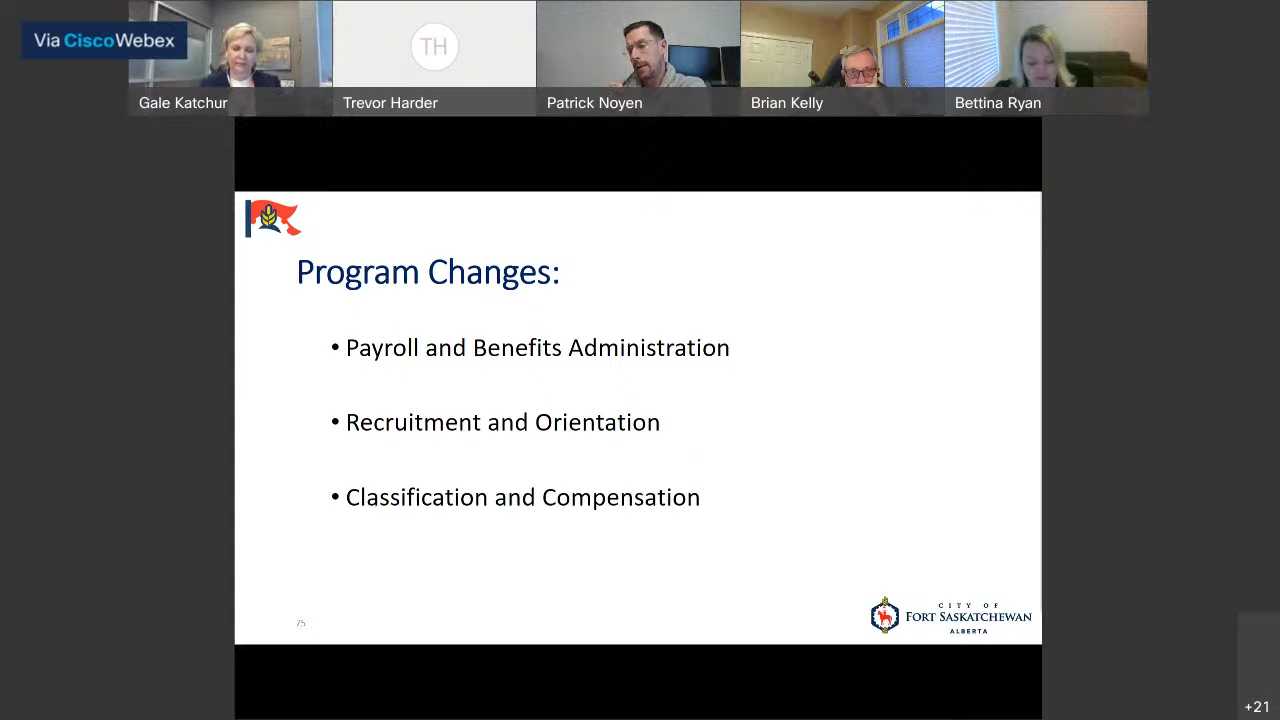 Via CiscoWebex
TH
Gale Katchur
Trevor Harder
Patrick Noyen
Brian Kelly
Bettina Ryan
Program Changes:
• Payroll and Benefits Administration
• Recruitment and Orientation
• Classification and Compensation
75
CITY OF
FORT SASKATCHEWAN
ALBERTA
+21